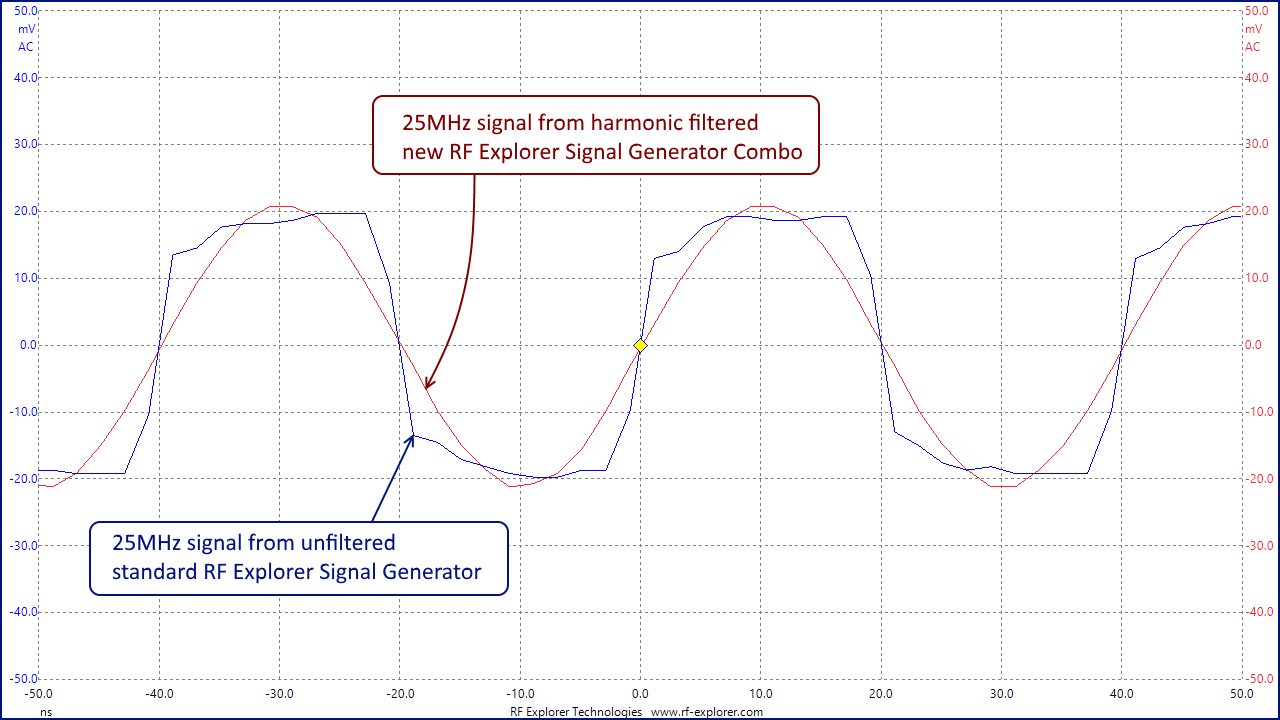 50.0
mV
AC
40.0
30.0
20.0
10.0
0.0
-10.0
-20.0
-30.0
-40.0
-50.0
25MHz signal from harmonic filtered
new RF Explorer Signal Generator Combo
25MHz signal from unfiltered
standard RF Explorer Signal Generator
50.0
mV
AC
40.0
30.0
20.0
10.0
0.0
-10.0
-20.0
-30.0
-40.0
-50.0
-50.0 -40.0 -30.0 -20.0 -10.0 0.0 10.0 20.0 30.0 40.0 50.0
ns
RF Explorer Technologies www.rf-explorer.com